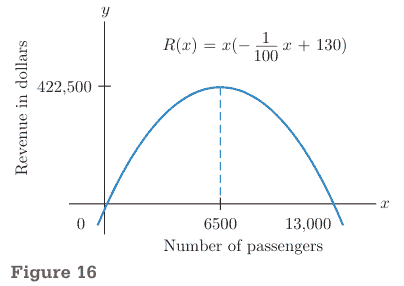 y
R(x) = x(− 1/100 x + 130)
Revenue in dollars
422,500
x
0 6500 13,000
Number of passengers
Figure 16